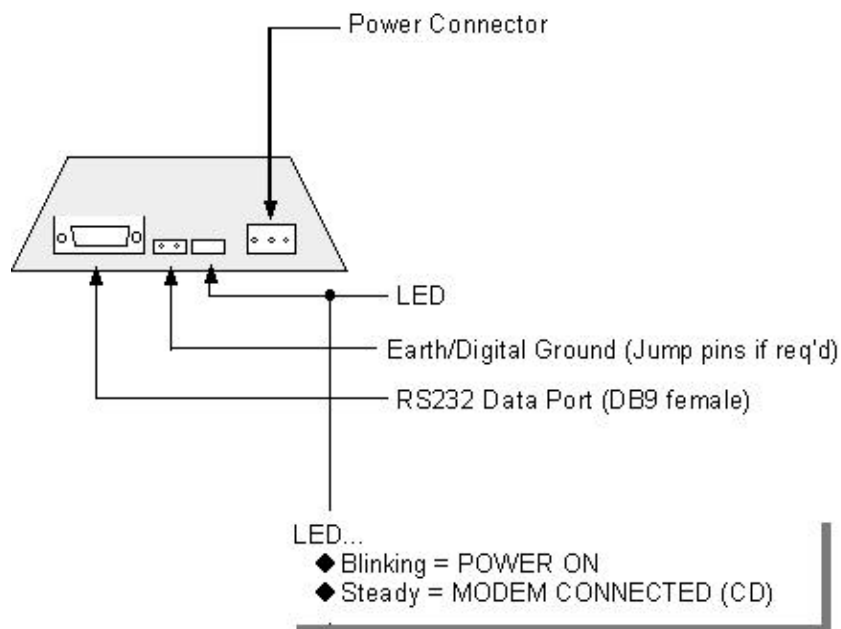 Power Connector
LED
Earth/Digital Ground (Jump pins if req'd)
RS232 Data Port (DB9 female)
LED...
◆ Blinking = POWER ON
◆ Steady = MODEM CONNECTED (CD)